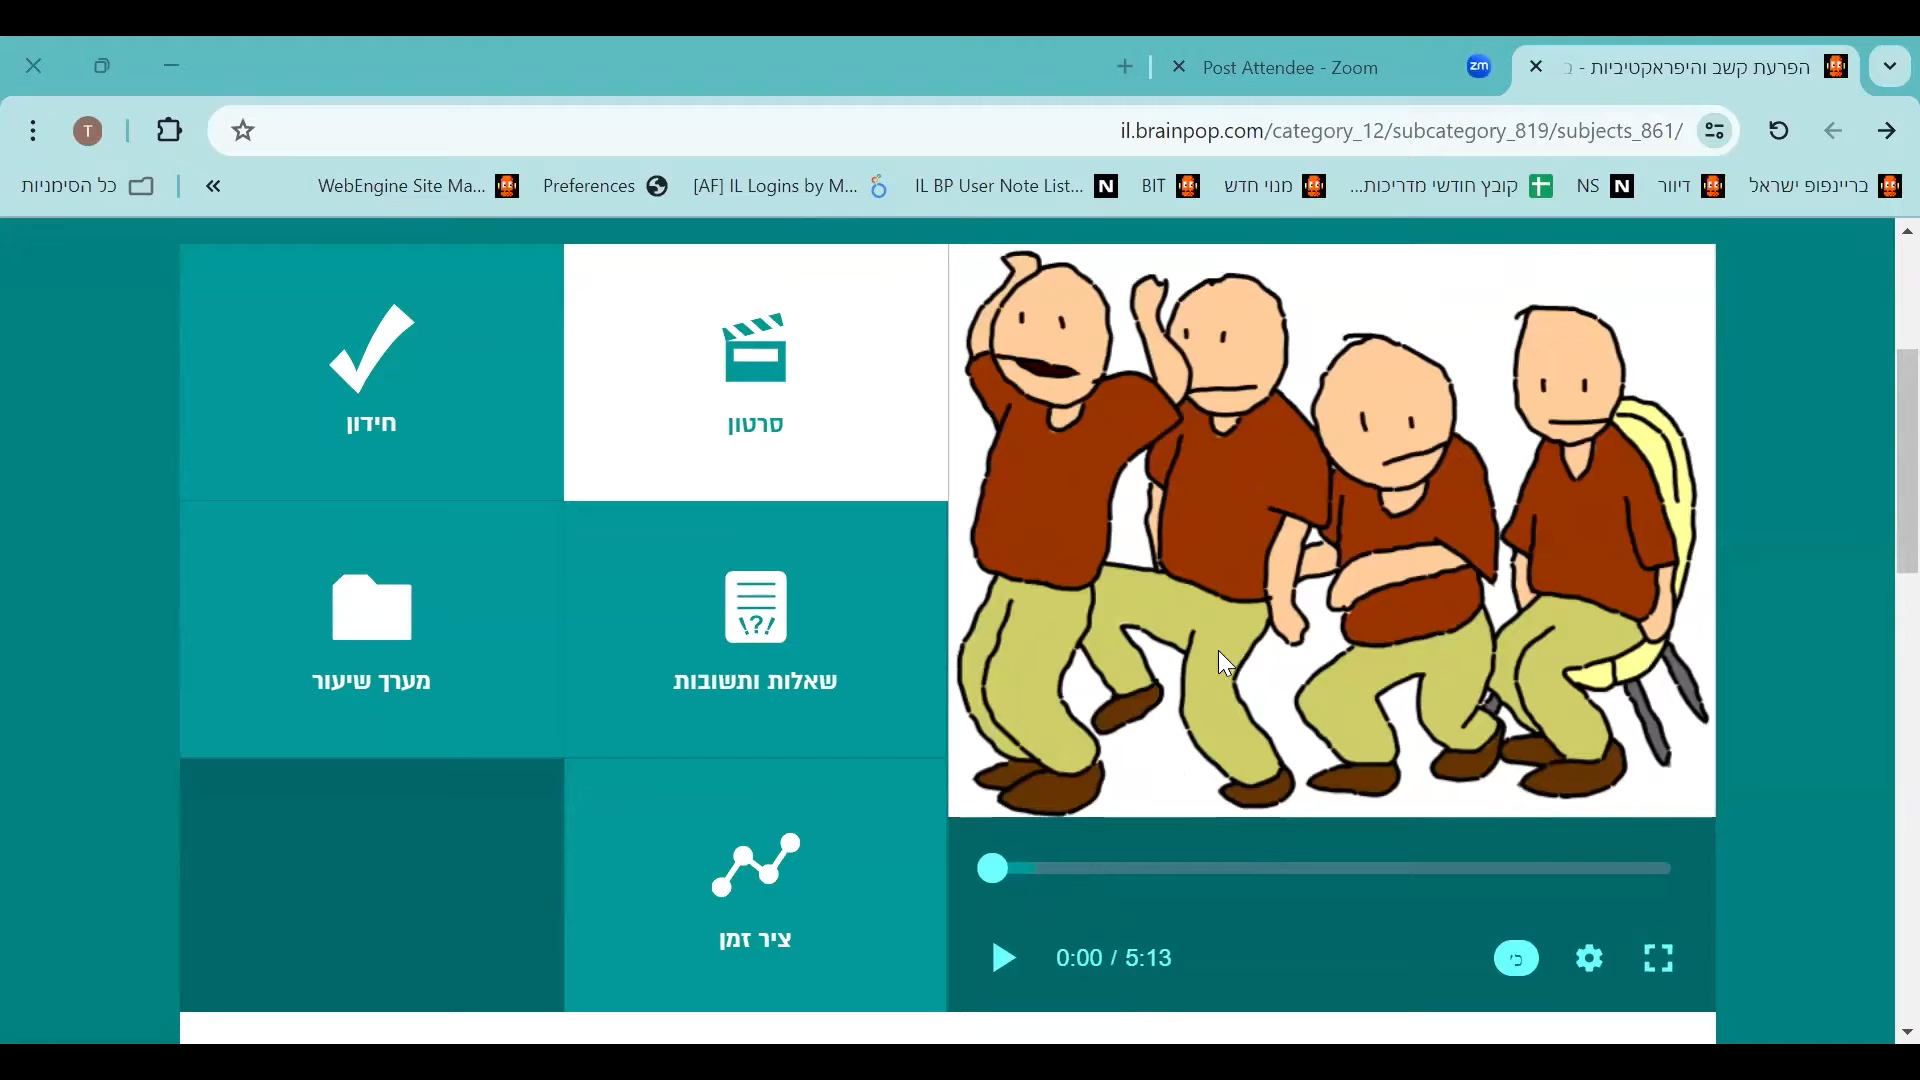 הפרעת קשב והיפראקטיביות - ב
zm
Post Attendee - Zoom
il.brainpop.com/category_12/subcategory_819/subjects_861/
T
בריינפופ ישראל
דיוור
NS
קובץ חודשי מדריכות...
מנוי חדש
BIT
IL BP User Note List...
[AF] IL Logins by M...
Preferences
WebEngine Site Ma...
כל הסימניות
סרטון
חידון
שאלות ותשובות
מערך שיעור
ציר זמן
0:00 / 5:13